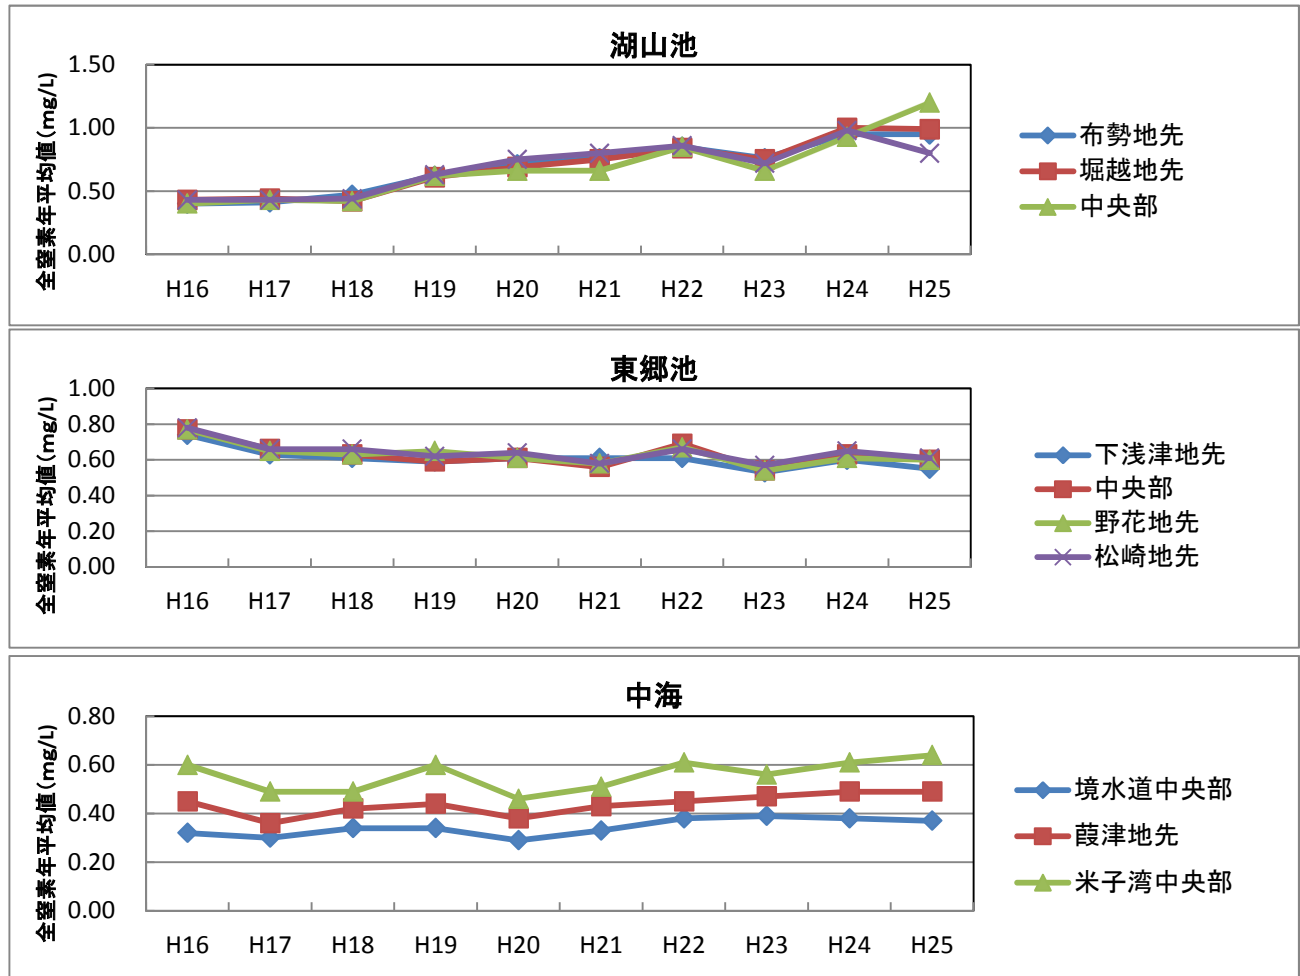 湖山池
全窒素年平均値(mg/L)
1.50
1.00
0.50
0.00
H16 H17 H18 H19 H20 H21 H22 H23 H24 H25
布勢地先
堀越地先
中央部
東郷池
全窒素年平均値(mg/L)
1.00
0.80
0.60
0.40
0.20
0.00
H16 H17 H18 H19 H20 H21 H22 H23 H24 H25
下浅津地先
中央部
野花地先
松崎地先
中海
全窒素年平均値(mg/L)
0.80
0.60
0.40
0.20
0.00
H16 H17 H18 H19 H20 H21 H22 H23 H24 H25
境水道中央部
葭津地先
米子湾中央部